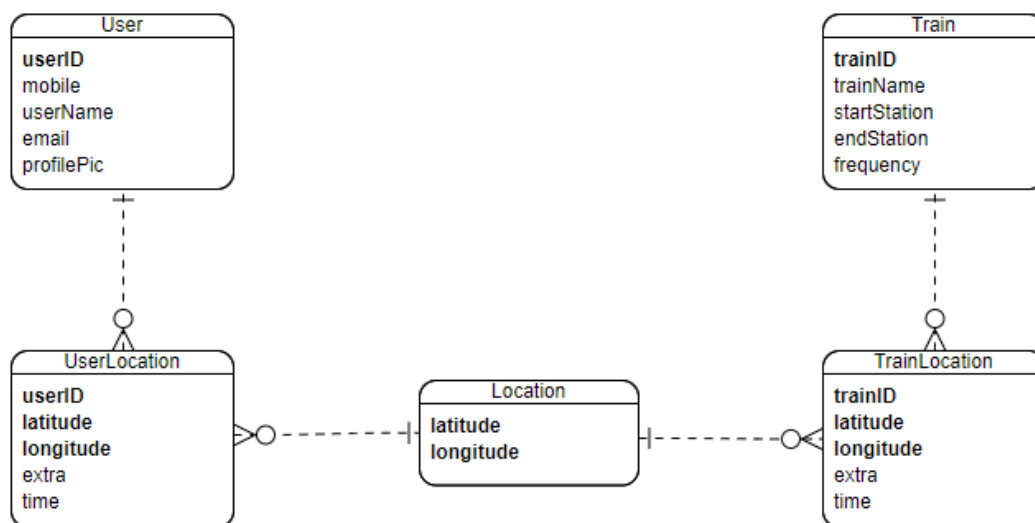 User
userID
mobile
userName
email
profilePic
Train
trainID
trainName
startStation
endStation
frequency
UserLocation
userID
latitude
longitude
extra
time
Location
latitude
longitude
TrainLocation
trainID
latitude
longitude
extra
time